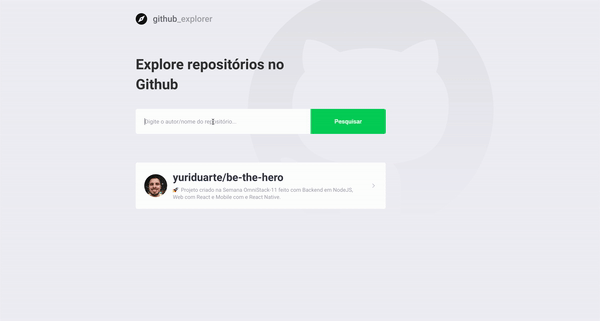 github_explorer
Explore repositórios no
Github
Digite o autor/nome do repositório...
Pesquisar
yuriduarte/be-the-hero
🚀 Projeto criado na Semana OmniStack-11 feito com Backend em NodeJS,
Web com React e Mobile com e React Native.